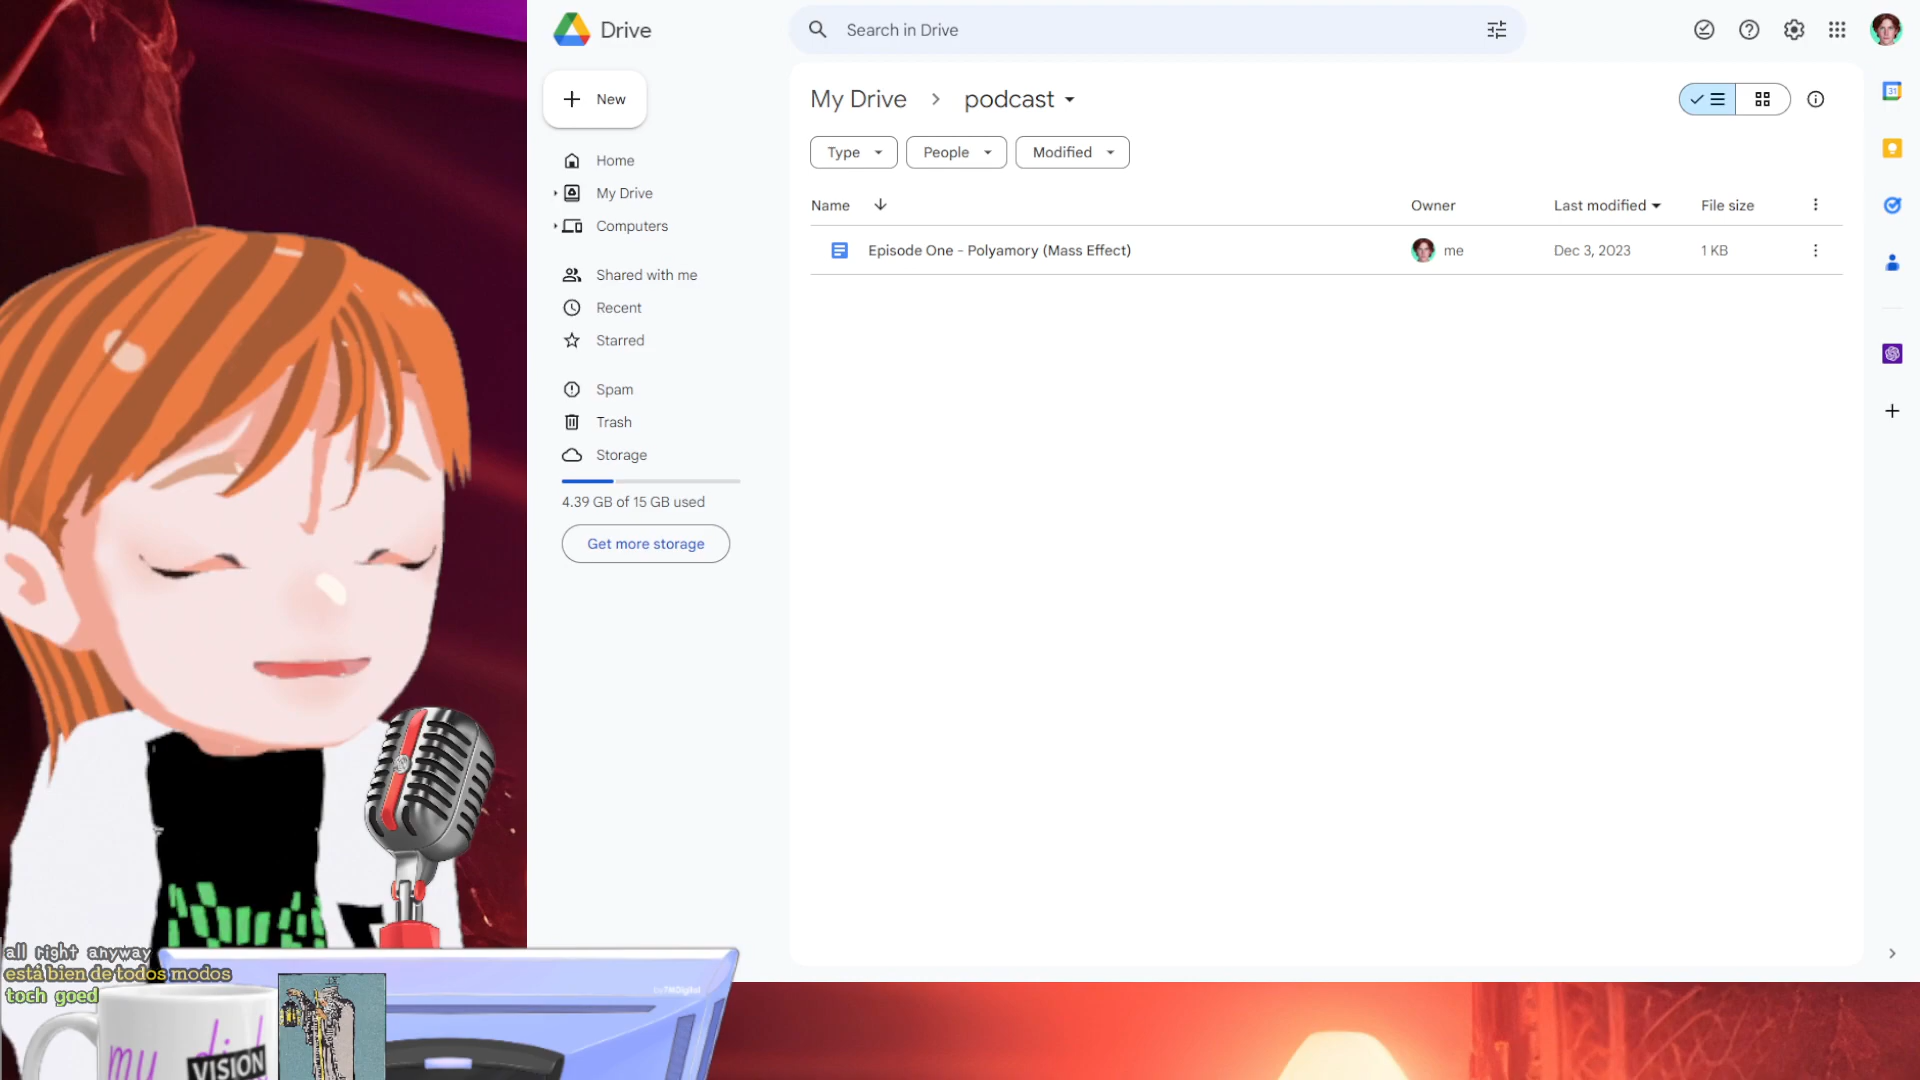 Drive
Search in Drive
New
Home
My Drive
Computers
Shared with me
Recent
Starred
Spam
Trash
Storage
4.39 GB of 15 GB used
Get more storage
My Drive
podcast
Type
People
Modified
Name
Owner
Last modified
File size
Episode One - Polyamory (Mass Effect)
me
Dec 3, 2023
1 KB
31
all right anyway
está bien de todos modos
toch goed
by7MDigital
my
VISION